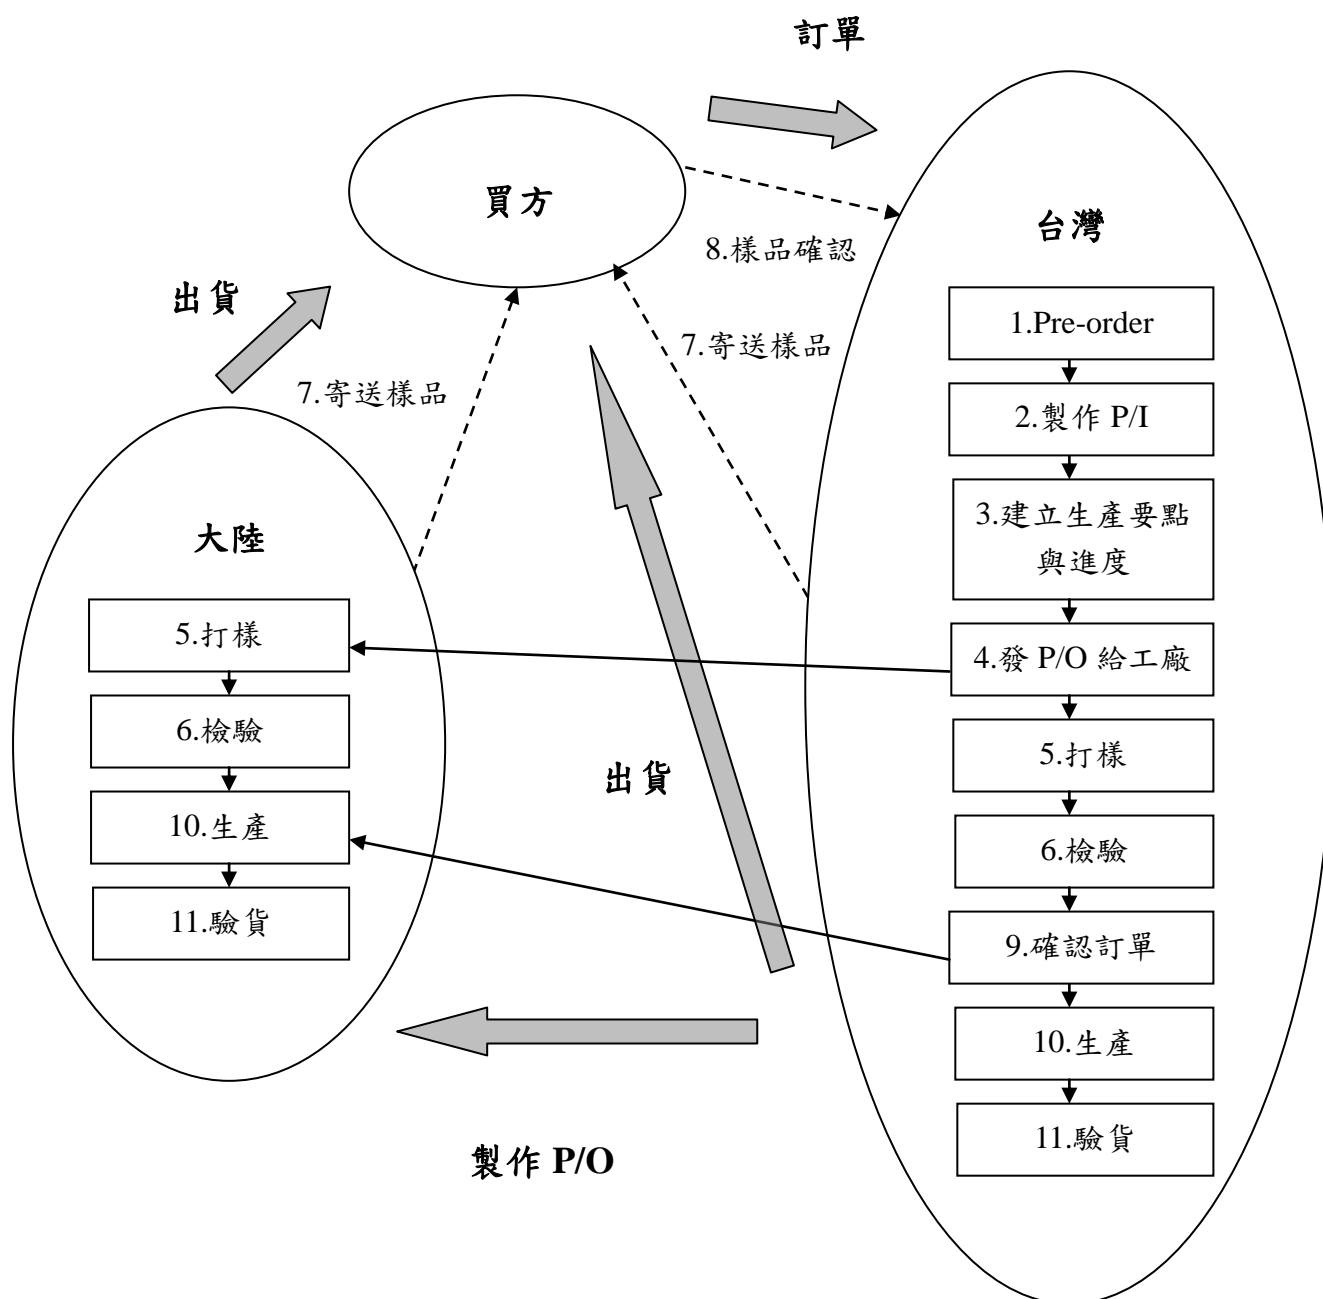 訂單
買方
台灣
8.樣品確認
出貨
1.Pre-order
7.寄送樣品
7.寄送樣品
2.製作 P/I
3.建立生產要點
與進度
大陸
5.打樣
4.發 P/O 給工廠
6.檢驗
5.打樣
出貨
10.生產
6.檢驗
11.驗貨
9.確認訂單
10.生產
11.驗貨
製作 P/O